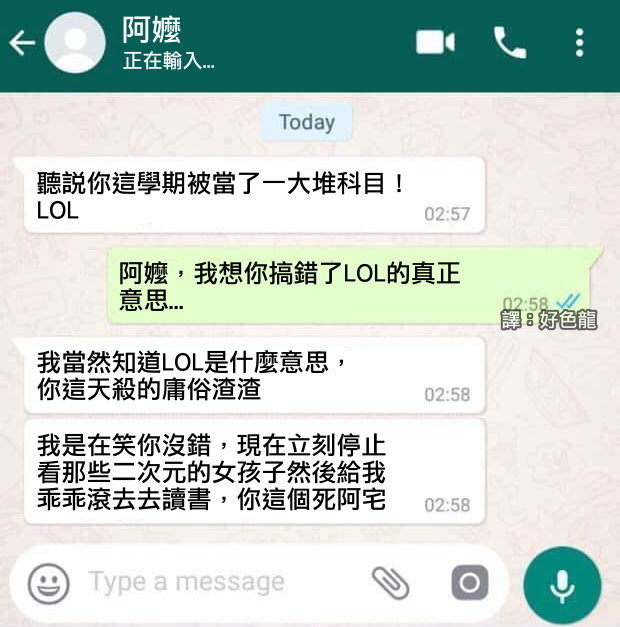 阿嬤
正在輸入...
Today
聽說你這學期被當了一大堆科目！
LOL
02:57
阿嬤，我想你搞錯了LOL的真正
意思...
02:58
譯：好色龍
我當然知道LOL是什麼意思，
你這天殺的庸俗渣渣
02:58
我是在笑你沒錯，現在立刻停止
看那些二次元的女孩子然後給我
乖乖滾去去讀書，你這個死阿宅
02:58
Type a message